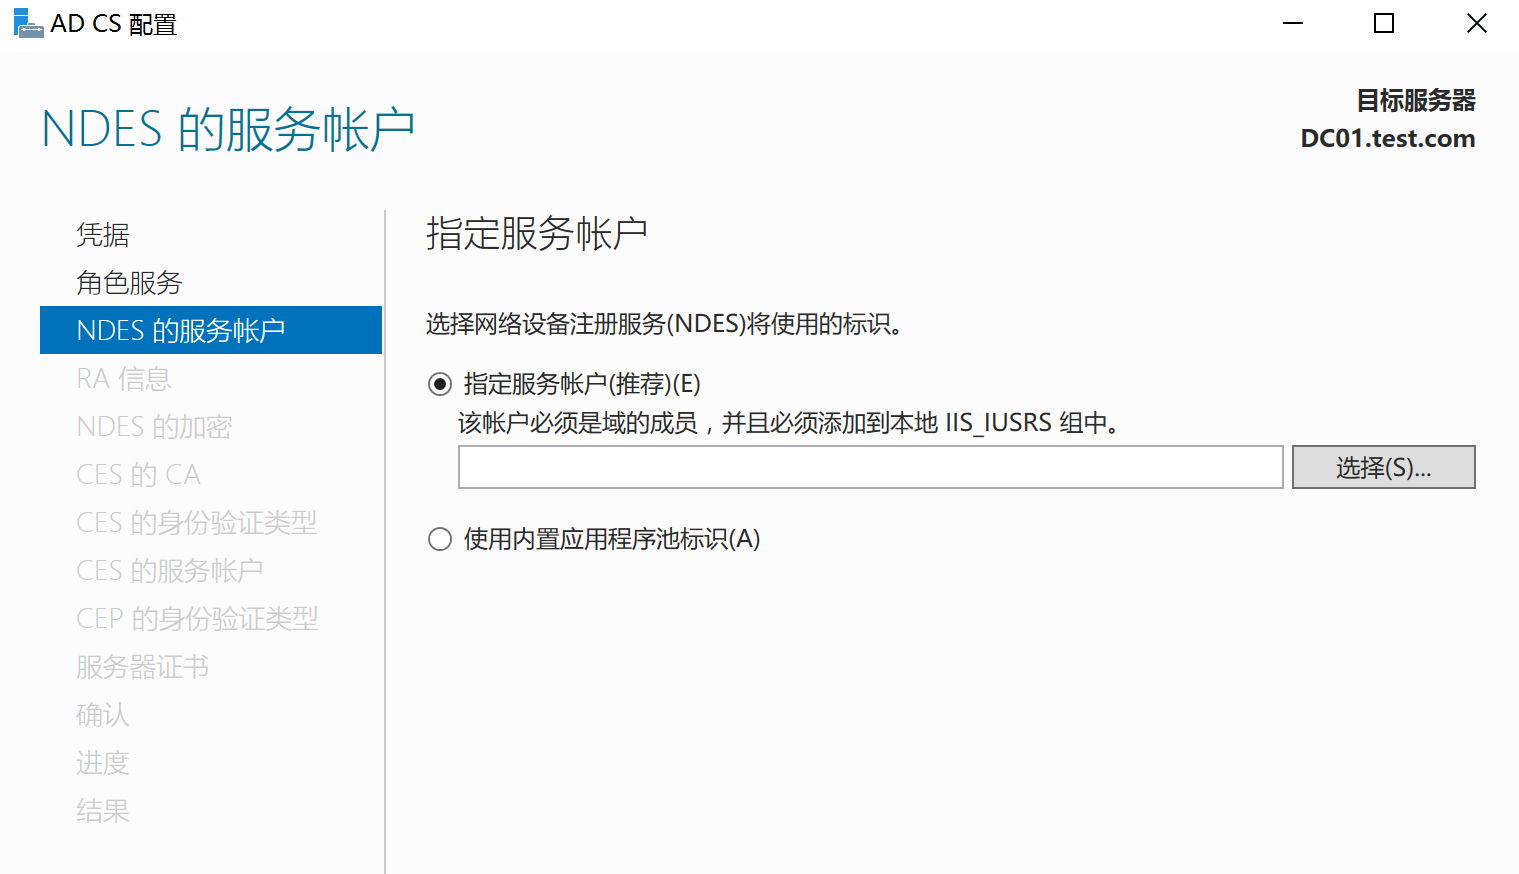 AD CS 配置
NDES 的服务帐户
目标服务器
DC01.test.com
凭据
角色服务
NDES 的服务帐户
RA 信息
NDES 的加密
CES 的 CA
CES 的身份验证类型
CES 的服务帐户
CEP 的身份验证类型
服务器证书
确认
进度
结果
指定服务帐户
选择网络设备注册服务(NDES)将使用的标识。
指定服务帐户(推荐)(E)
该帐户必须是域的成员，并且必须添加到本地 IIS_IUSRS 组中。
选择(S)...
使用内置应用程序池标识(A)